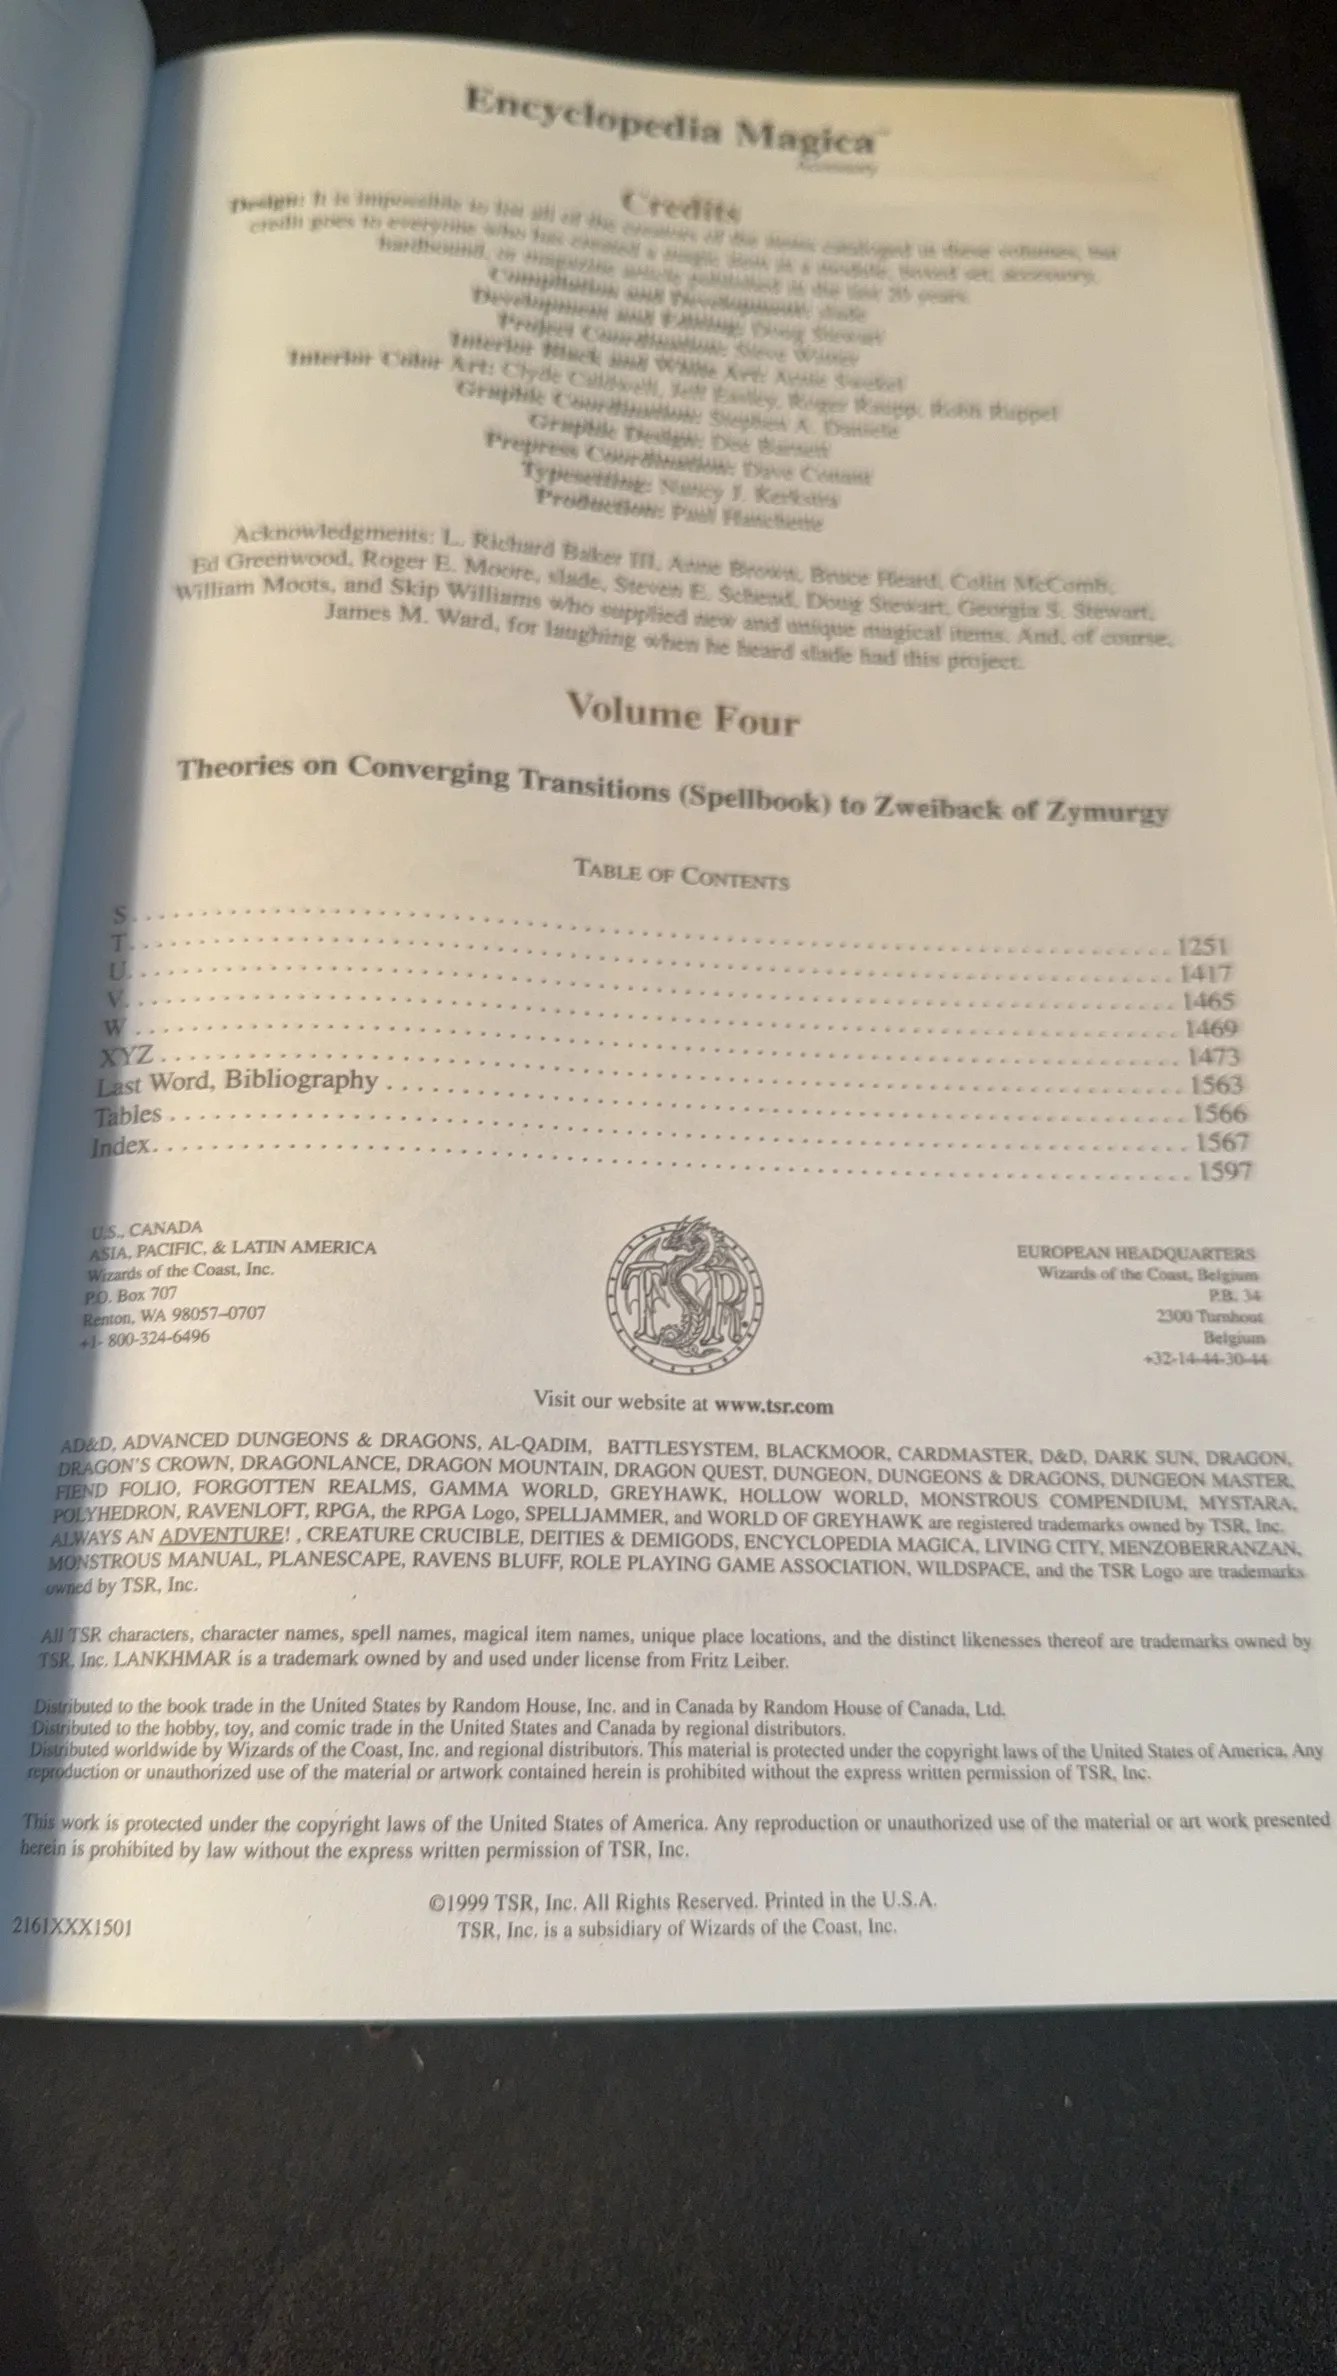 Encyclopedia Magica™
Accessory
Credits
Design: It is impossible to list all of the creators of the items cataloged in these volumes, but
credit goes to everyone who has created a magic item in a module, boxed set, accessory,
hardbound, or magazine article published in the last 20 years.
Compilation and Development: slade
Development and Editing: Doug Stewart
Project Coordination: Steve Winter
Interior Black and White Art: Arnie Swekel
Interior Color Art: Clyde Caldwell, Jeff Easley, Roger Raupp, Robh Ruppel
Graphic Coordination: Stephen A. Daniele
Graphic Design: Dee Barnett
Prepress Coordination: Dave Conant
Typesetting: Nancy J. Kerkstra
Production: Paul Hanchette
Acknowledgments: L. Richard Baker III, Anne Brown, Bruce Heard, Colin McComb,
Ed Greenwood, Roger E. Moore, slade, Steven E. Schend, Doug Stewart, Georgia S. Stewart,
William Moots, and Skip Williams who supplied new and unique magical items. And, of course,
James M. Ward, for laughing when he heard slade had this project.
Volume Four
Theories on Converging Transitions (Spellbook) to Zweiback of Zymurgy
TABLE OF CONTENTS
S . . . . . . . . . . 1251
T . . . . . . . . . . 1417
U . . . . . . . . . . 1465
V . . . . . . . . . . 1469
W . . . . . . . . . . 1473
XYZ . . . . . . . . . . 1563
Last Word, Bibliography . . . . . . . . . . 1566
Tables . . . . . . . . . . 1567
Index . . . . . . . . . . 1597
U.S., CANADA
ASIA, PACIFIC, & LATIN AMERICA
Wizards of the Coast, Inc.
P.O. Box 707
Renton, WA 98057–0707
+1- 800-324-6496
TSR
EUROPEAN HEADQUARTERS
Wizards of the Coast, Belgium
P.B. 34
2300 Turnhout
Belgium
+32-14-44-30-44
Visit our website at www.tsr.com
AD&D, ADVANCED DUNGEONS & DRAGONS, AL-QADIM, BATTLESYSTEM, BLACKMOOR, CARDMASTER, D&D, DARK SUN, DRAGON,
DRAGON'S CROWN, DRAGONLANCE, DRAGON MOUNTAIN, DRAGON QUEST, DUNGEON, DUNGEONS & DRAGONS, DUNGEON MASTER,
FIEND FOLIO, FORGOTTEN REALMS, GAMMA WORLD, GREYHAWK, HOLLOW WORLD, MONSTROUS COMPENDIUM, MYSTARA,
POLYHEDRON, RAVENLOFT, RPGA, the RPGA Logo, SPELLJAMMER, and WORLD OF GREYHAWK are registered trademarks owned by TSR, Inc.
ALWAYS AN ADVENTURE! , CREATURE CRUCIBLE, DEITIES & DEMIGODS, ENCYCLOPEDIA MAGICA, LIVING CITY, MENZOBERRANZAN,
MONSTROUS MANUAL, PLANESCAPE, RAVENS BLUFF, ROLE PLAYING GAME ASSOCIATION, WILDSPACE, and the TSR Logo are trademarks
owned by TSR, Inc.
All TSR characters, character names, spell names, magical item names, unique place locations, and the distinct likenesses thereof are trademarks owned by
TSR, Inc. LANKHMAR is a trademark owned by and used under license from Fritz Leiber.
Distributed to the book trade in the United States by Random House, Inc. and in Canada by Random House of Canada, Ltd.
Distributed to the hobby, toy, and comic trade in the United States and Canada by regional distributors.
Distributed worldwide by Wizards of the Coast, Inc. and regional distributors. This material is protected under the copyright laws of the United States of America. Any
reproduction or unauthorized use of the material or artwork contained herein is prohibited without the express written permission of TSR, Inc.
This work is protected under the copyright laws of the United States of America. Any reproduction or unauthorized use of the material or art work presented
herein is prohibited by law without the express written permission of TSR, Inc.
©1999 TSR, Inc. All Rights Reserved. Printed in the U.S.A.
2161XXX1501
TSR, Inc. is a subsidiary of Wizards of the Coast, Inc.